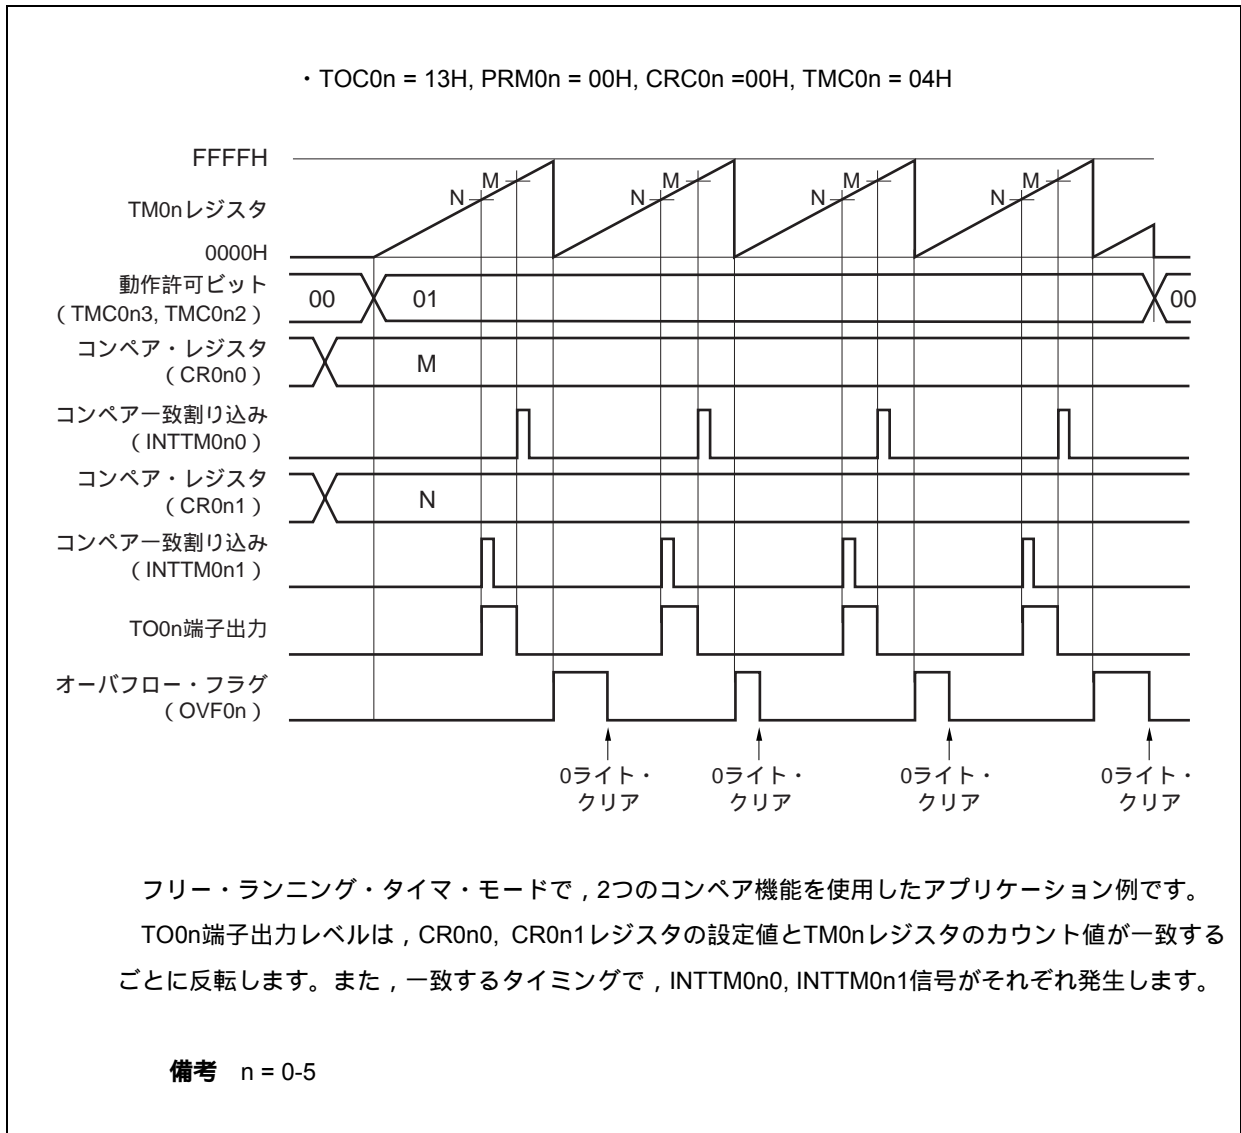 ・TOC0n = 13H, PRM0n = 00H, CRC0n =00H, TMC0n = 04H
FFFFH
TM0nレジスタ
0000H
N M N M N M N M
動作許可ビット
（TMC0n3, TMC0n2）
00 01 00
コンペア・レジスタ
（CR0n0）
M
コンペア一致割り込み
（INTTM0n0）
コンペア・レジスタ
（CR0n1）
N
コンペア一致割り込み
（INTTM0n1）
TO0n端子出力
オーバフロー・フラグ
（OVF0n）
0ライト・ 0ライト・ 0ライト・ 0ライト・
クリア クリア クリア クリア
フリー・ランニング・タイマ・モードで，2つのコンペア機能を使用したアプリケーション例です。
TO0n端子出力レベルは，CR0n0, CR0n1レジスタの設定値とTM0nレジスタのカウント値が一致する
ごとに反転します。また，一致するタイミングで，INTTM0n0, INTTM0n1信号がそれぞれ発生します。
備考 n = 0-5